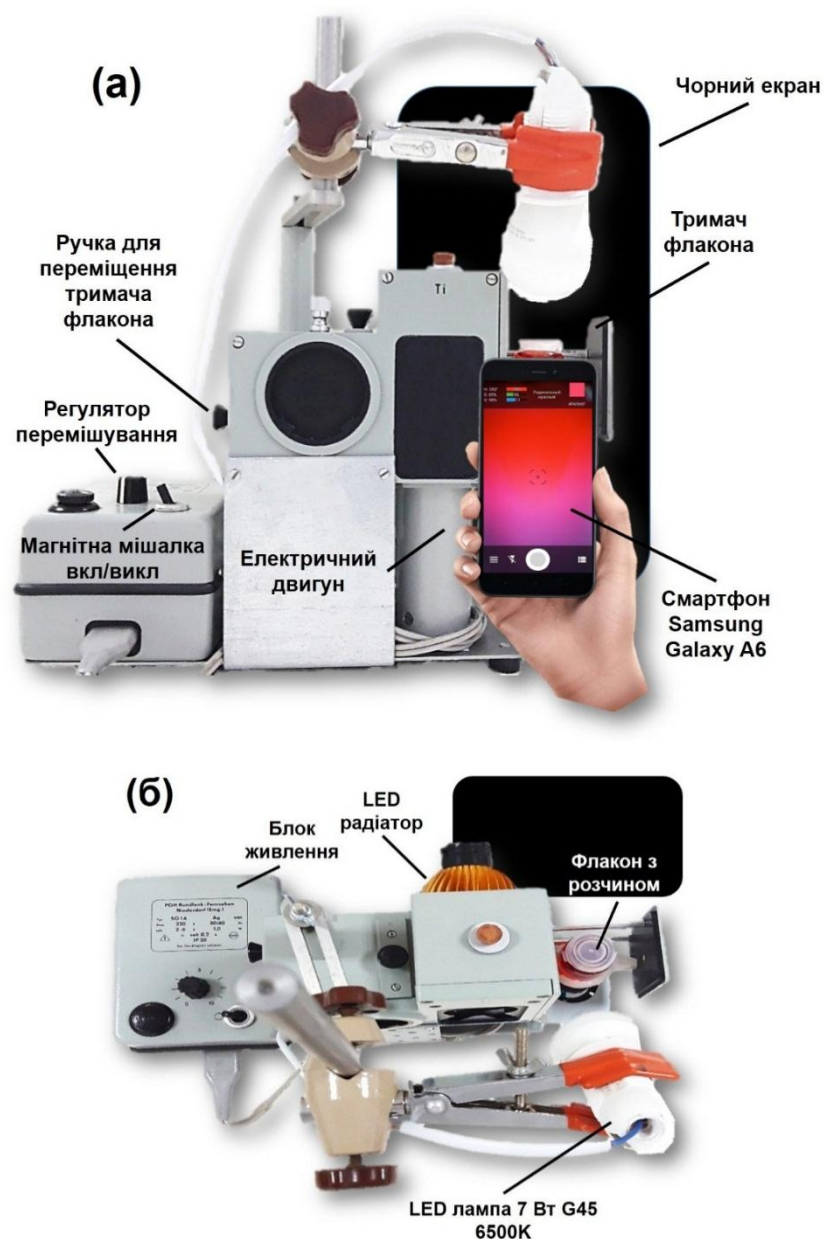 (а)
Чорний екран
Тримач
флакона
Ручка для
переміщення
тримача
флакона
Ti
Регулятор
перемішування
Магнітна мішалка
вкл/викл
Електричний
двигун
Смартфон
Samsung
Galaxy A6
(б)
LED
радіатор
Блок
живлення
Флакон з
розчином
LED лампа 7 Вт G45
6500K